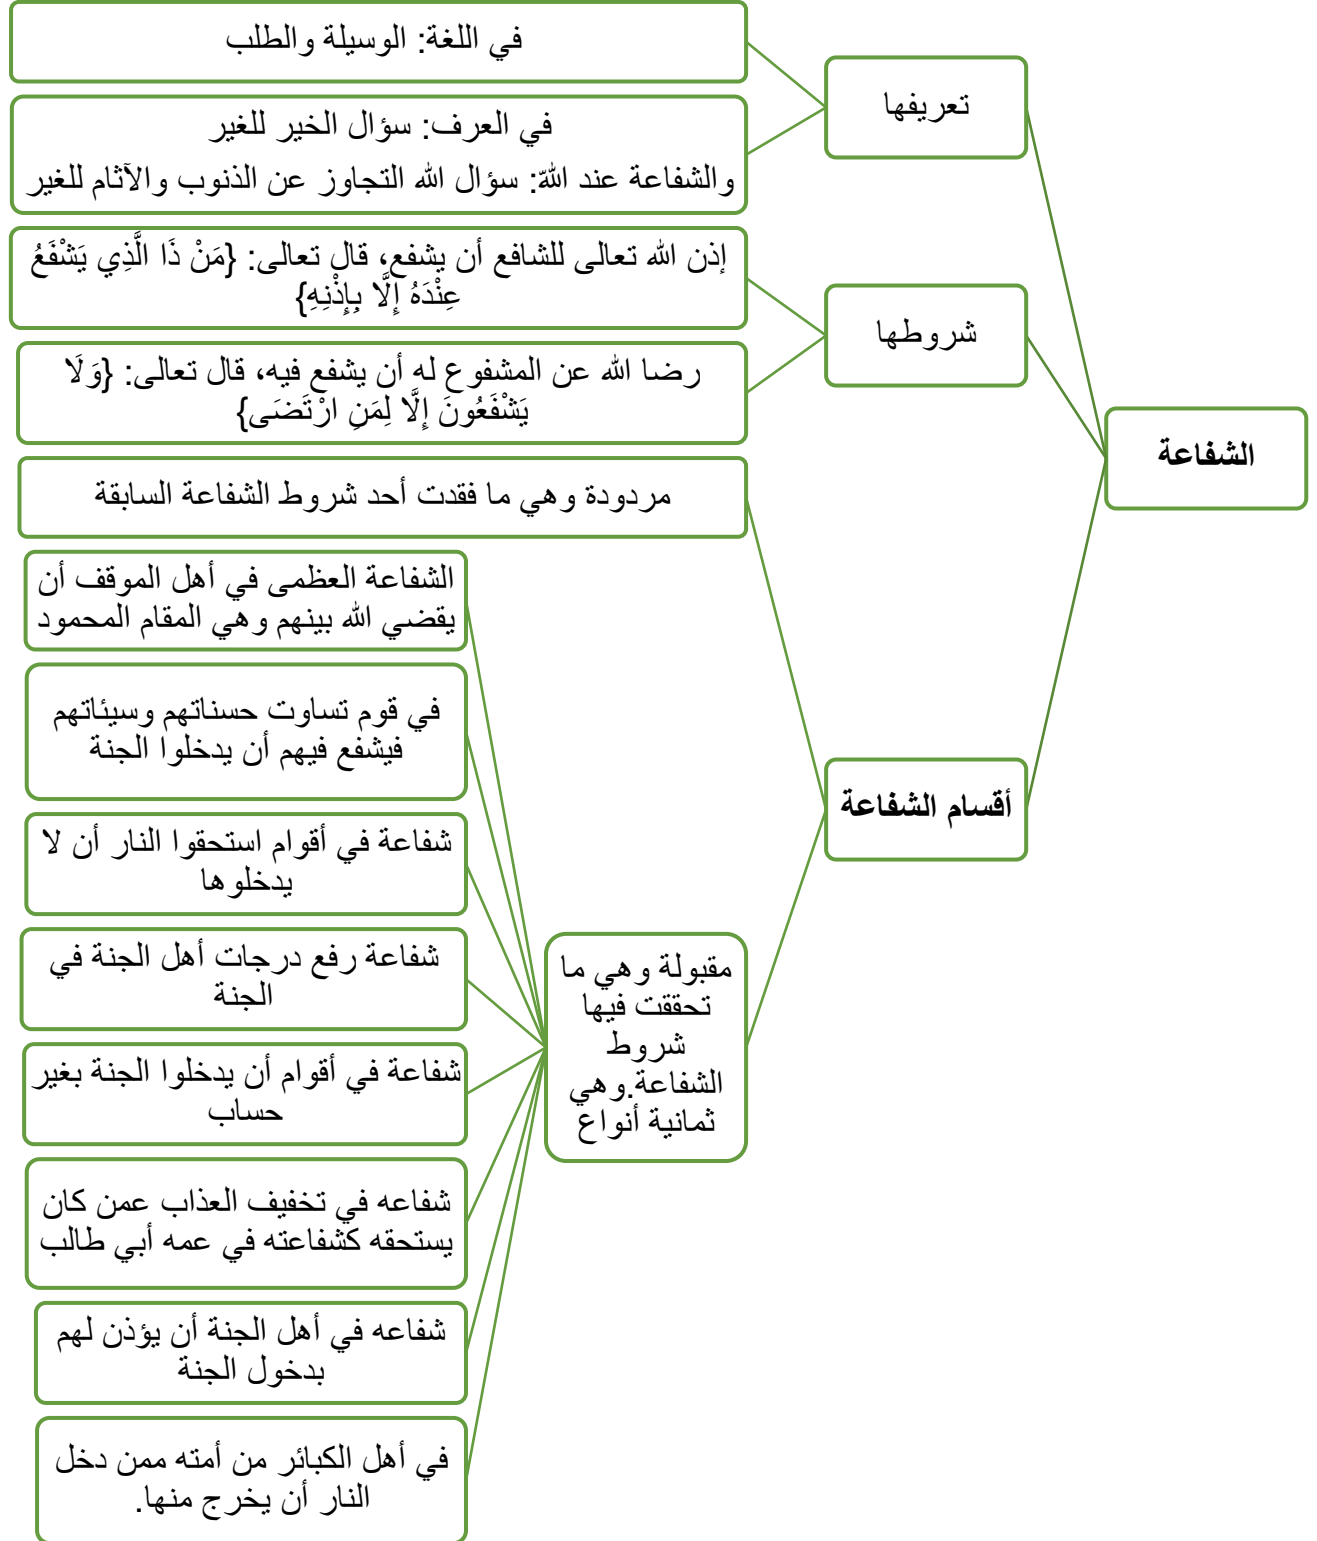 الشفاعة
تعريفها
في اللغة: الوسيلة والطلب
في العرف: سؤال الخير للغير
والشفاعة عند اللهّ: سؤال الله التجاوز عن الذنوب والآثام للغير
شروطها
إذن الله تعالى للشافع أن يشفع، قال تعالى: {مَنْ ذَا الَّذِي يَشْفَعُ
عِنْدَهُ إِلَّا بِإِذْنِهِ}
رضا الله عن المشفوع له أن يشفع فيه، قال تعالى: {وَلَا
يَشْفَعُونَ إِلَّا لِمَنِ ارْتَضَى}
أقسام الشفاعة
مردودة وهي ما فقدت أحد شروط الشفاعة السابقة
مقبولة وهي ما
تحققت فيها
شروط
الشفاعة.وهي
ثمانية أنواع
الشفاعة العظمى في أهل الموقف أن
يقضي الله بينهم وهي المقام المحمود
في قوم تساوت حسناتهم وسيئاتهم
فيشفع فيهم أن يدخلوا الجنة
شفاعة في أقوام استحقوا النار أن لا
يدخلوها
شفاعة رفع درجات أهل الجنة في
الجنة
شفاعة في أقوام أن يدخلوا الجنة بغير
حساب
شفاعه في تخفيف العذاب عمن كان
يستحقه كشفاعته في عمه أبي طالب
شفاعه في أهل الجنة أن يؤذن لهم
بدخول الجنة
في أهل الكبائر من أمته ممن دخل
النار أن يخرج منها.